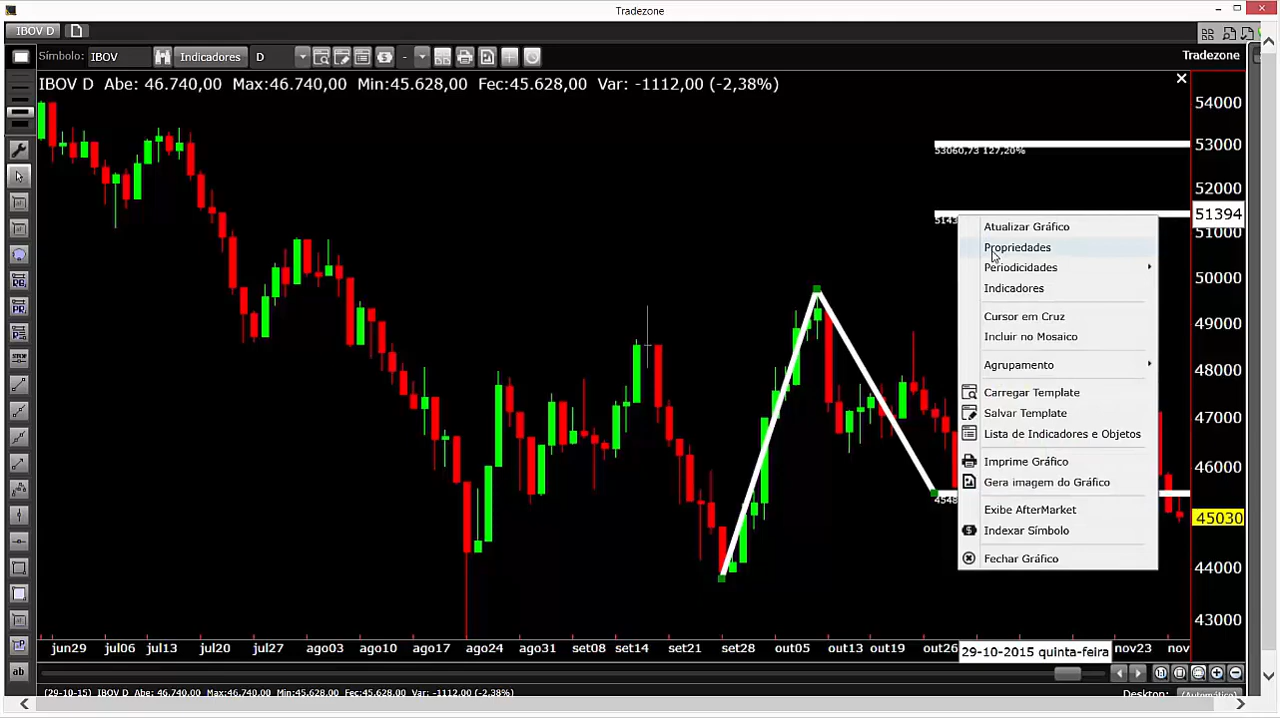 Tradezone
IBOV D
Símbolo: IBOV Indicadores D - Tradezone
IBOV D Abe: 46.740,00 Max:46.740,00 Min:45.628,00 Fec:45.628,00 Var: -1112,00 (-2,38%)
54000
53000
53060,73 127,20%
52000
51394
51000
Atualizar Gráfico
Propriedades
Periodicidades
50000
Indicadores
Cursor em Cruz
49000
Incluir no Mosaico
Agrupamento
48000
Carregar Template
Salvar Template
47000
Lista de Indicadores e Objetos
Imprime Gráfico
46000
Gera imagem do Gráfico
Exibe AfterMarket
45030
Indexar Símbolo
Fechar Gráfico
44000
43000
jun29 jul06 jul13 jul20 jul27 ago03 ago10 ago17 ago24 ago31 set08 set14 set21 set28 out05 out13 out19 out26 29-10-2015 quinta-feira nov23 nov
(29-10-15) IBOV D Abe: 46.740,00 Max:46.740,00 Min:45.628,00 Fec:45.628,00 Var: -1112,00 (-2,38%) Desktop: (Automático)
ab